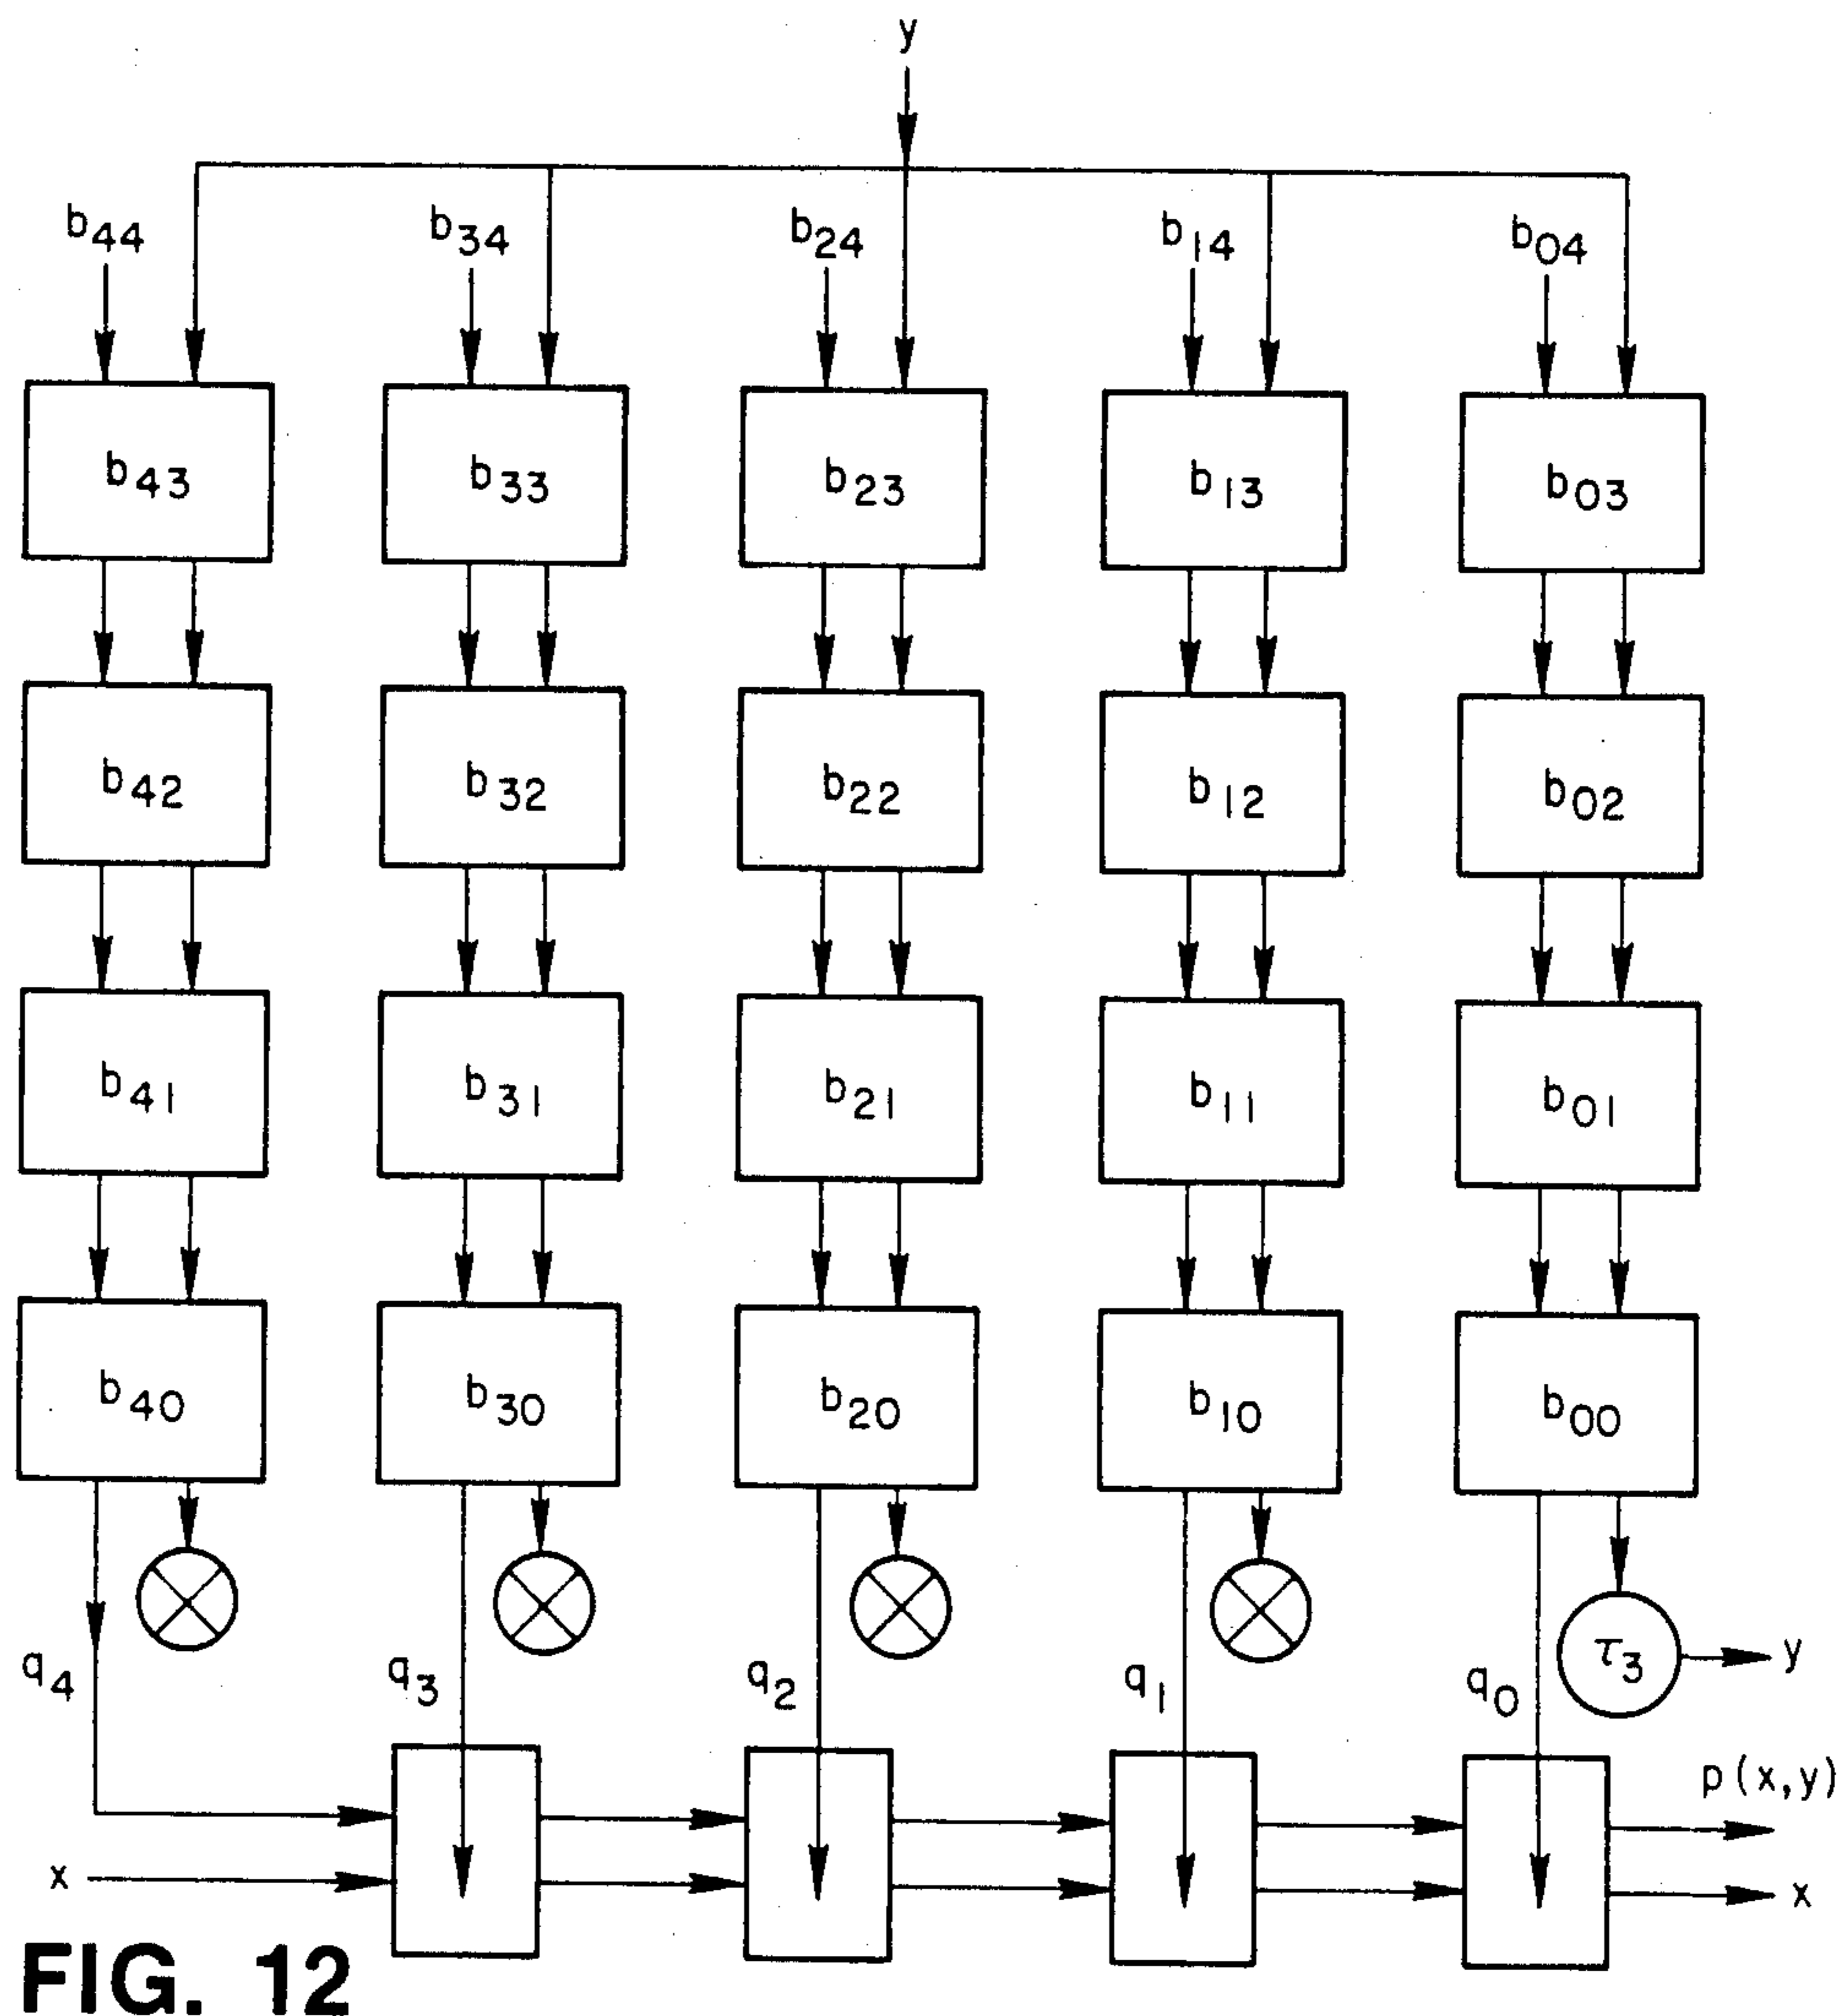 y
b44 b34 b24 b14 b04
b43 b33 b23 b13 b03
b42 b32 b22 b12 b02
b41 b31 b21 b11 b01
b40 b30 b20 b10 b00
q4 q3 q2 q1 q0 τ3 y
p(x,y)
x x
FIG. 12